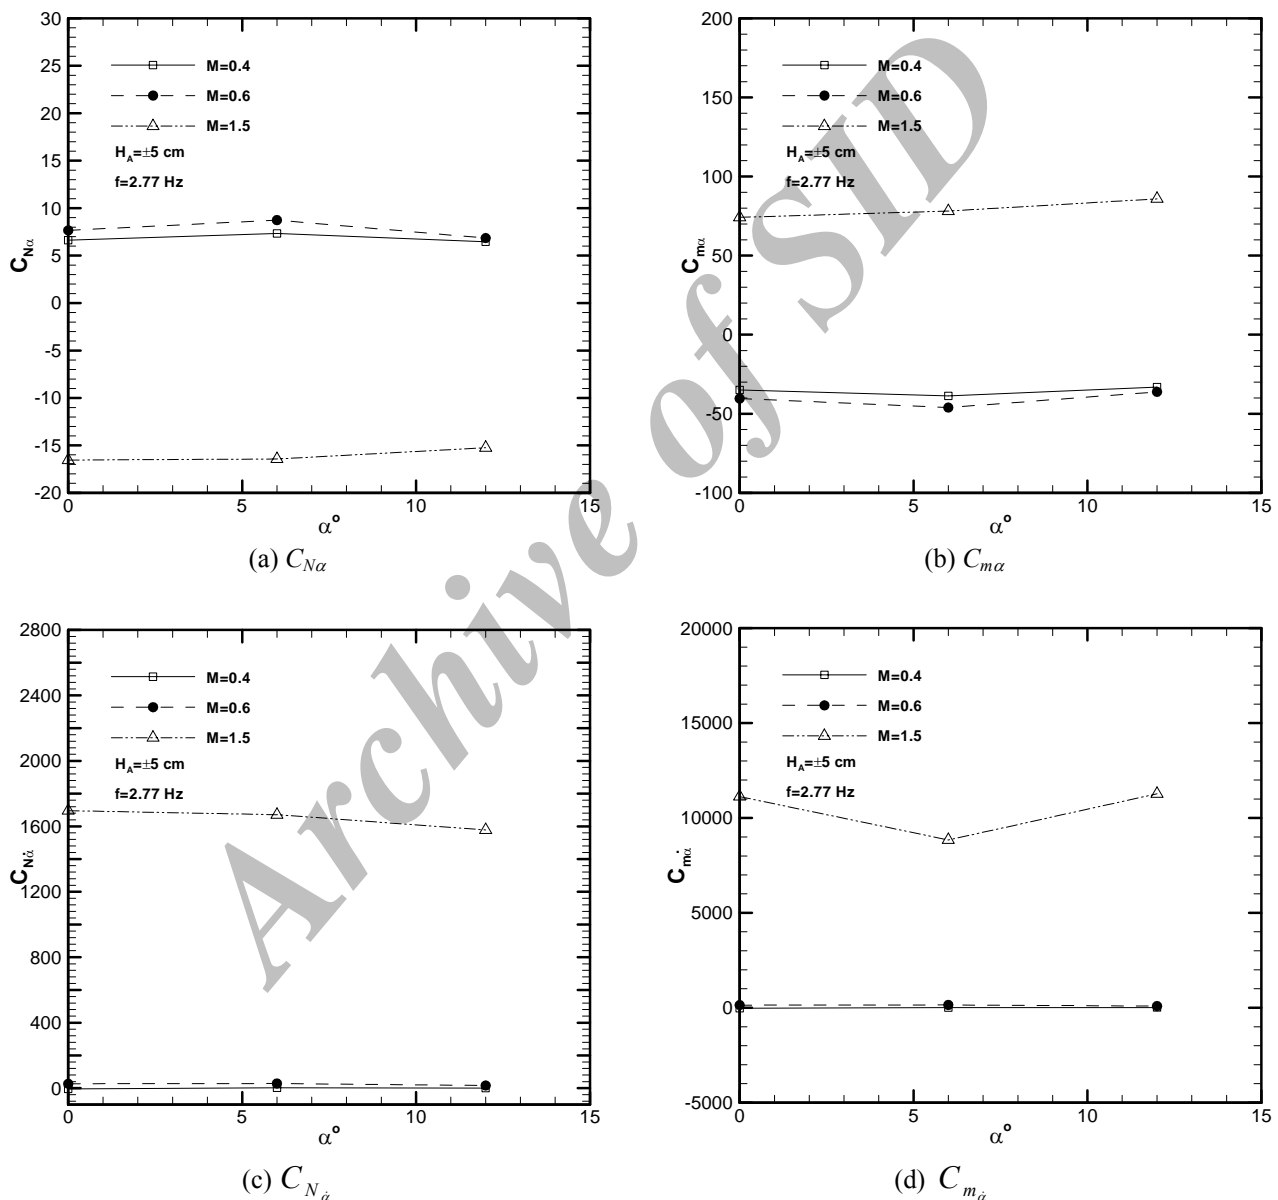 30
25
20
15
10
5
0
-5
-10
-15
-20
C_Nα
M=0.4
M=0.6
M=1.5
H_A=±5 cm
f=2.77 Hz
0 5 10 15
α°
(a) C_Nα
200
150
100
50
0
-50
-100
C_mα
M=0.4
M=0.6
M=1.5
H_A=±5 cm
f=2.77 Hz
0 5 10 15
α°
(b) C_mα
2800
2400
2000
1600
1200
800
400
0
C_Nα̇
M=0.4
M=0.6
M=1.5
H_A=±5 cm
f=2.77 Hz
0 5 10 15
α°
(c) C_Nα̇
20000
15000
10000
5000
0
-5000
C_mα̇
M=0.4
M=0.6
M=1.5
H_A=±5 cm
f=2.77 Hz
0 5 10 15
α°
(d) C_mα̇
Archive of SID